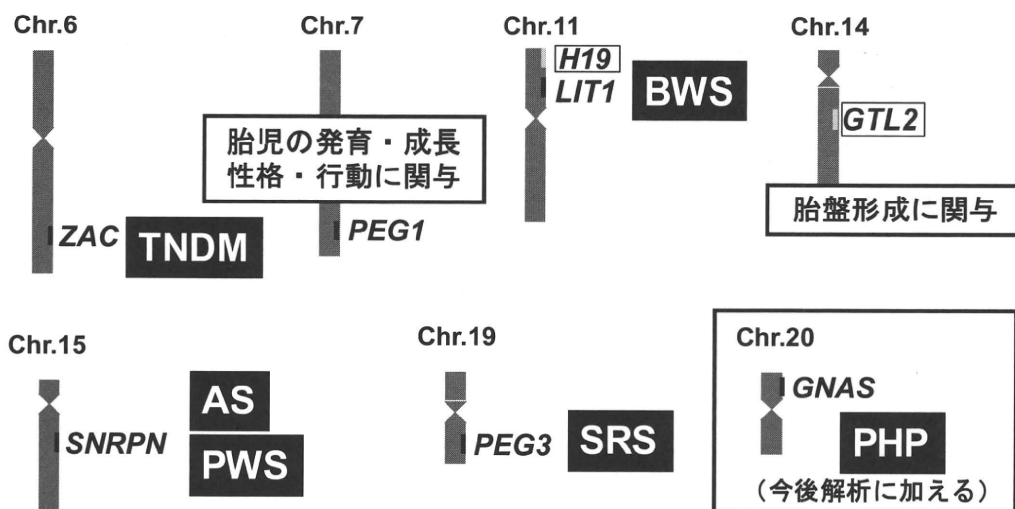 Chr.6
ZAC
TNDM
Chr.7
胎児の発育・成長
性格・行動に関与
PEG1
Chr.11
H19
LIT1
BWS
Chr.14
GTL2
胎盤形成に関与
Chr.15
SNRPN
AS
PWS
Chr.19
PEG3
SRS
Chr.20
GNAS
PHP
（今後解析に加える）